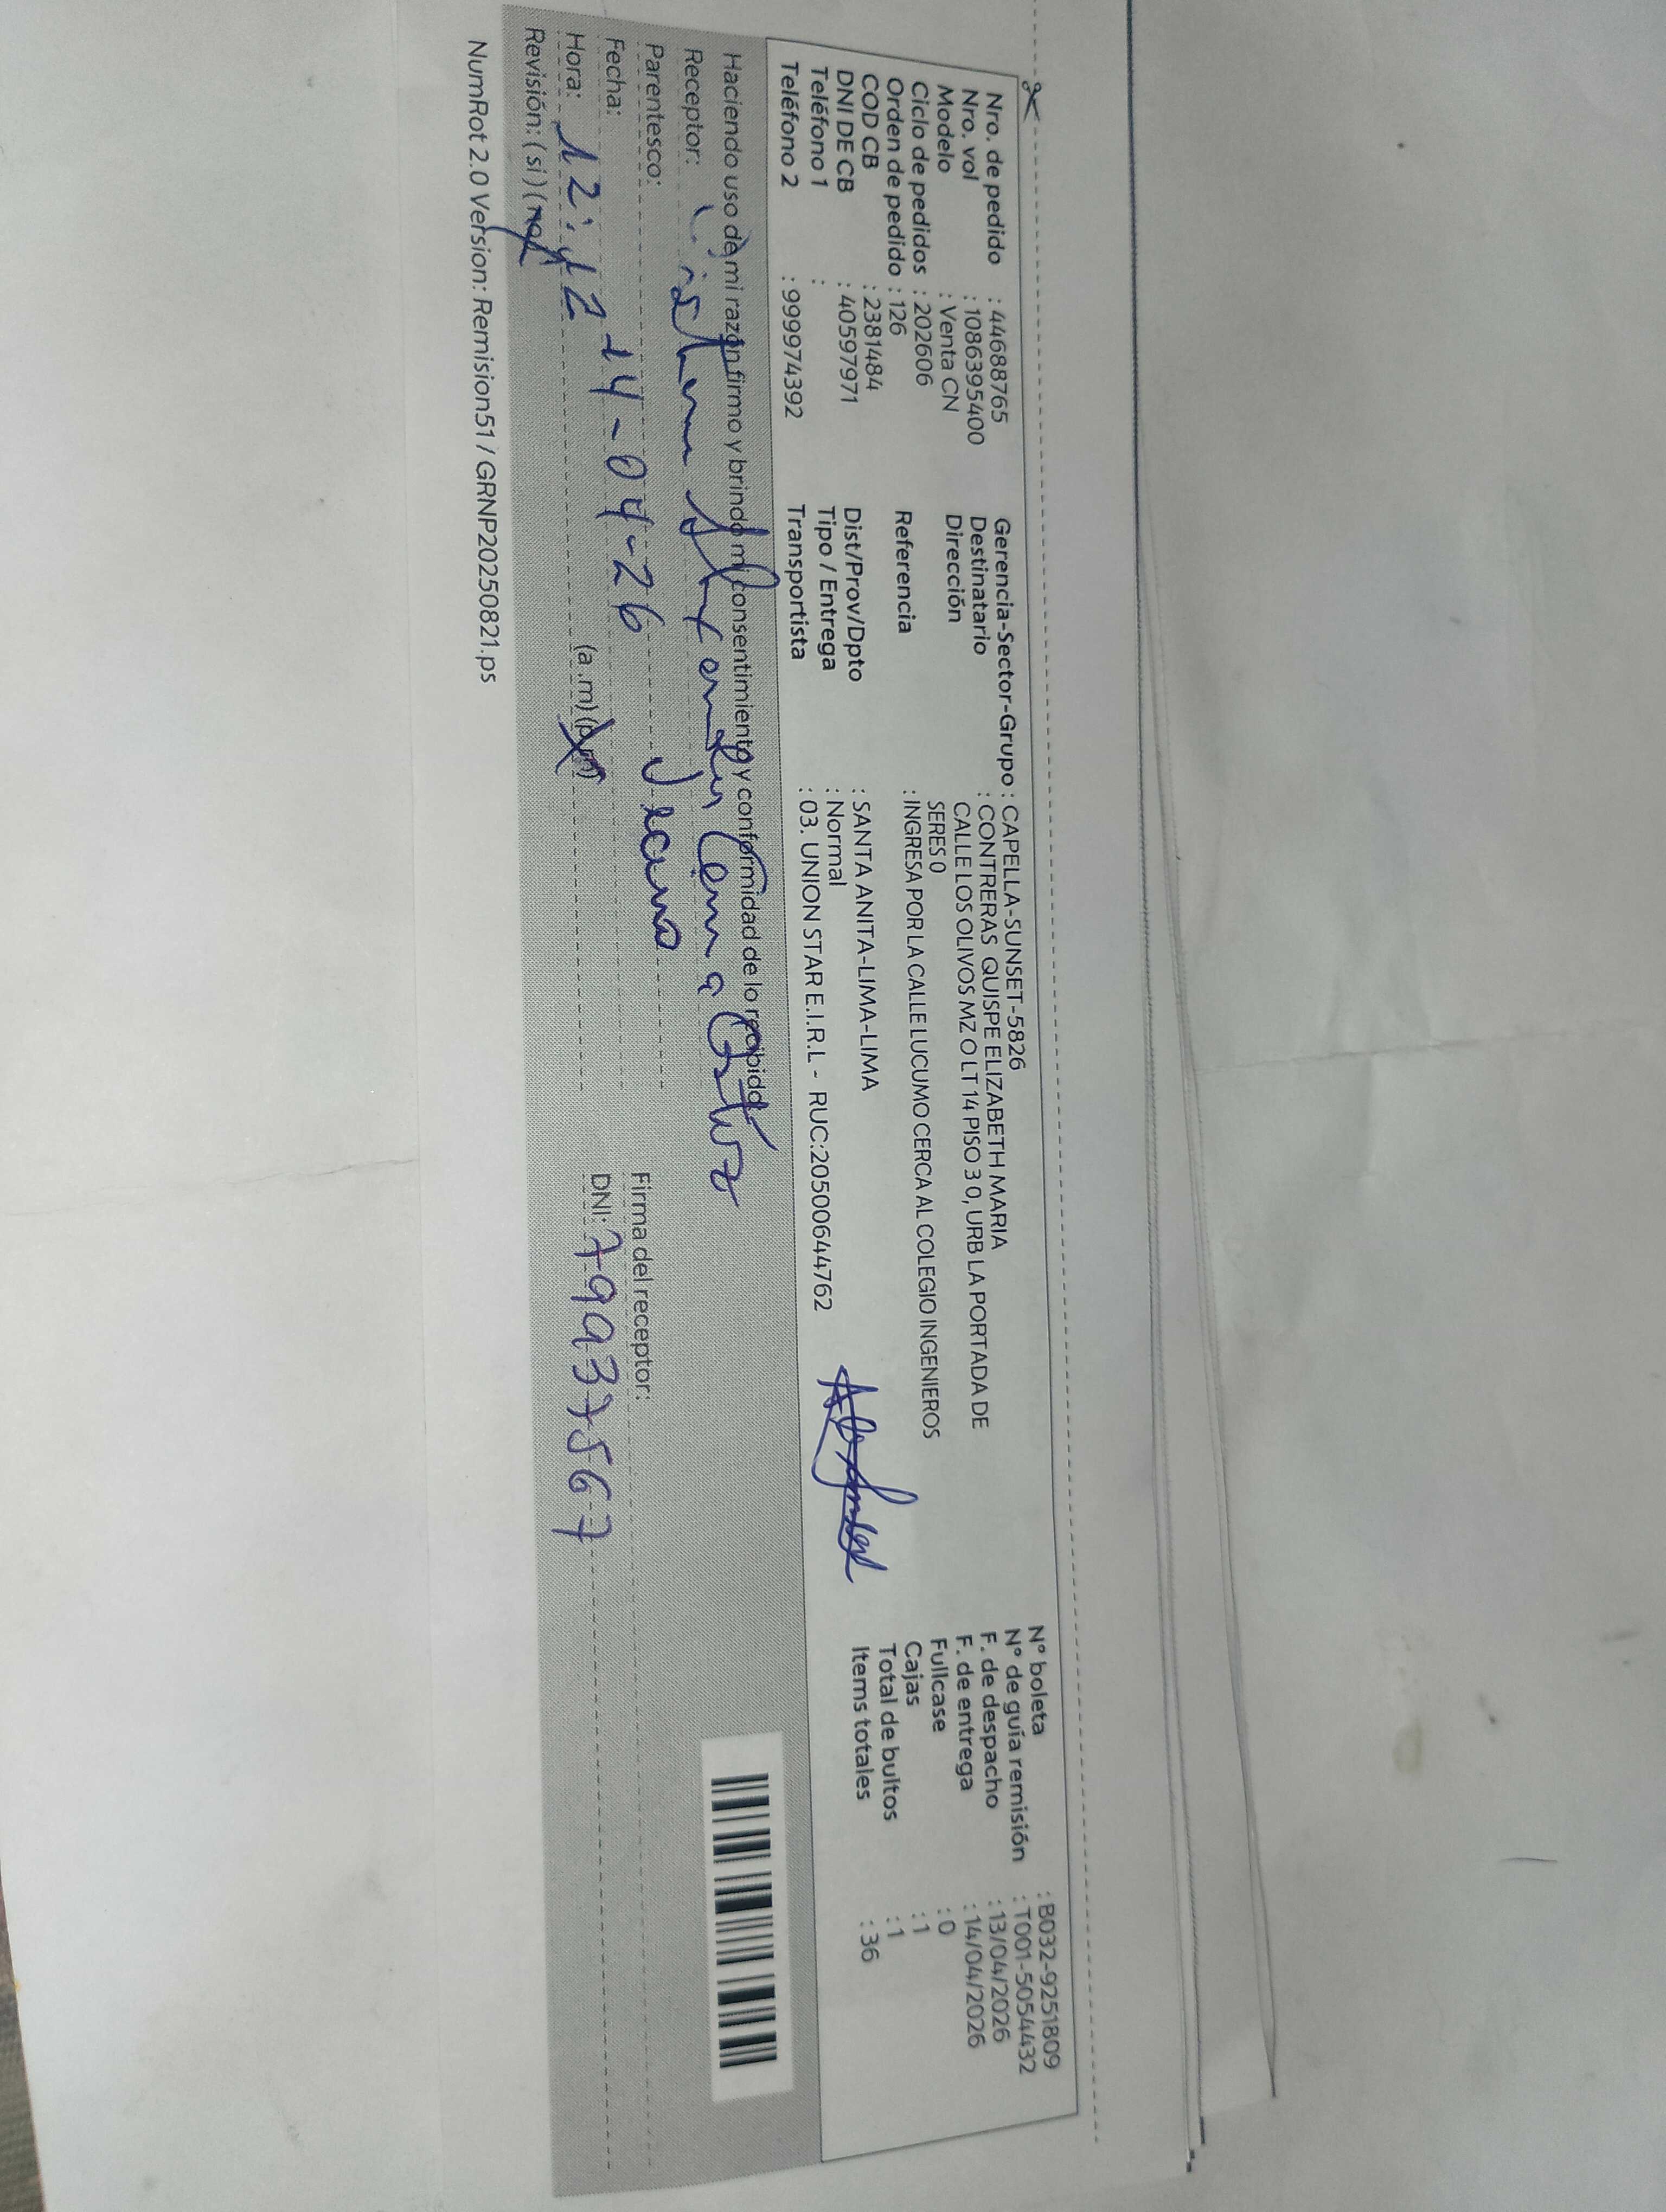 Nro. de pedido : 44688765
Nro. vol : 1086395400
Modelo : Venta CN
Ciclo de pedidos : 202606
Orden de pedido : 126
COD CB : 2381484
DNI DE CB : 40597971
Teléfono 1 :
Teléfono 2 : 999974392
Gerencia-Sector-Grupo : CAPELLA-SUNSET-5826
Destinatario : CONTRERAS QUISPE ELIZABETH MARIA
Dirección CALLE LOS OLIVOS MZ O LT 14 PISO 3 0, URB LA PORTADA DE
SERES 0
Referencia : INGRESA POR LA CALLE LUCUMO CERCA AL COLEGIO INGENIEROS
Dist/Prov/Dpto : SANTA ANITA-LIMA-LIMA
Tipo / Entrega : Normal
Transportista : 03. UNION STAR E.I.R.L - RUC:20500644762
N° boleta : B032-9251809
N° de guía remisión : T001-5054432
F. de despacho : 13/04/2026
F. de entrega : 14/04/2026
Fullcase : 0
Cajas : 1
Total de bultos : 1
Items totales : 36
Haciendo uso de mi razón firmo y brindo mi consentimiento y conformidad de lo recibido
Receptor:
Parentesco:
Fecha: 14-04-26
Hora: 12:12 (a.m) (p.m)
Revisión: (si) (no)
Firma del receptor:
DNI: 79937567
NumRot 2.0 Version: Remision51 / GRNP20250821.ps